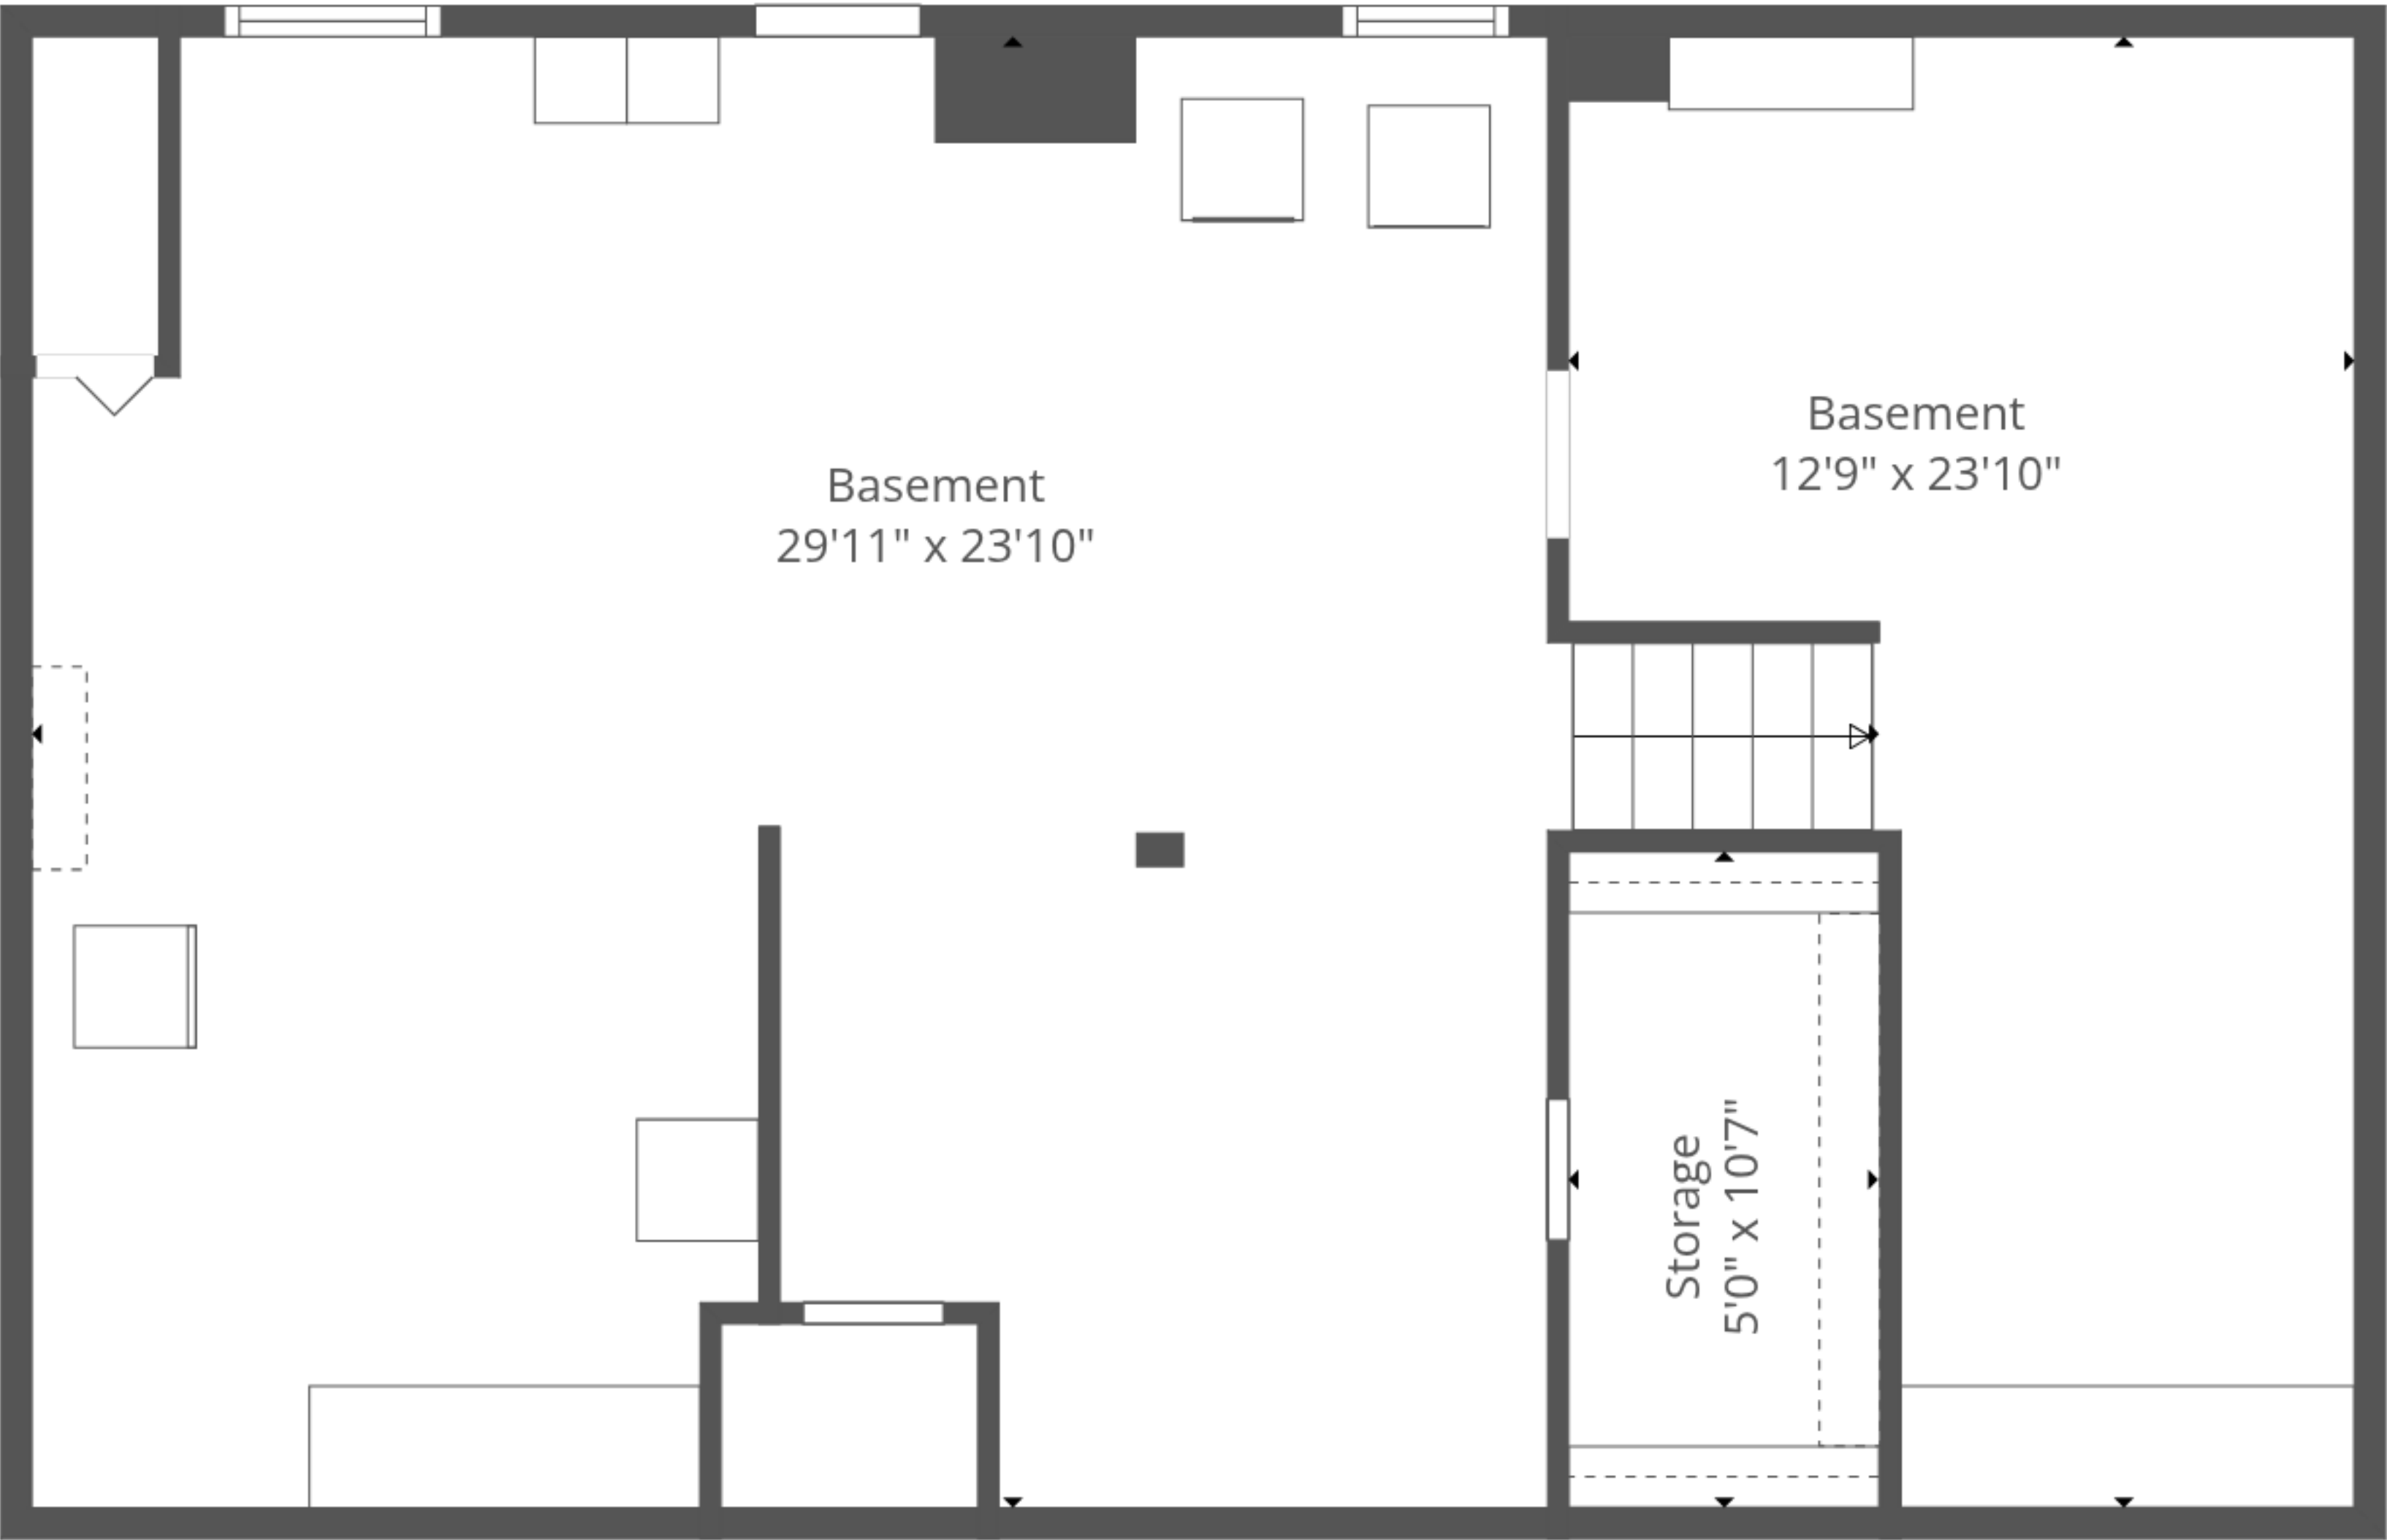 Basement
29'11" x 23'10"
Basement
12'9" x 23'10"
Storage
5'0" x 10'7"